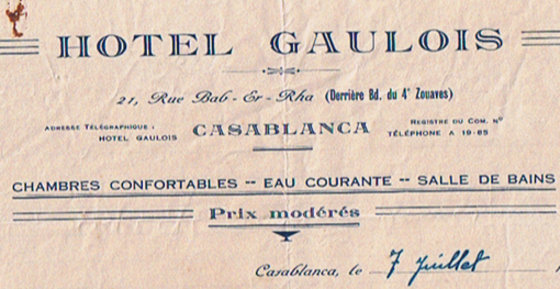 HOTEL GAULOIS
21, Rue Bab-Er-Rha (Derrière Bd. du 4e Zouaves)
ADRESSE TÉLÉGRAPHIQUE :
HOTEL GAULOIS
CASABLANCA
REGISTRE DU COM. No
TÉLÉPHONE A 19-85
CHAMBRES CONFORTABLES -- EAU COURANTE -- SALLE DE BAINS
Prix modérés
Casablanca, le 7 juillet